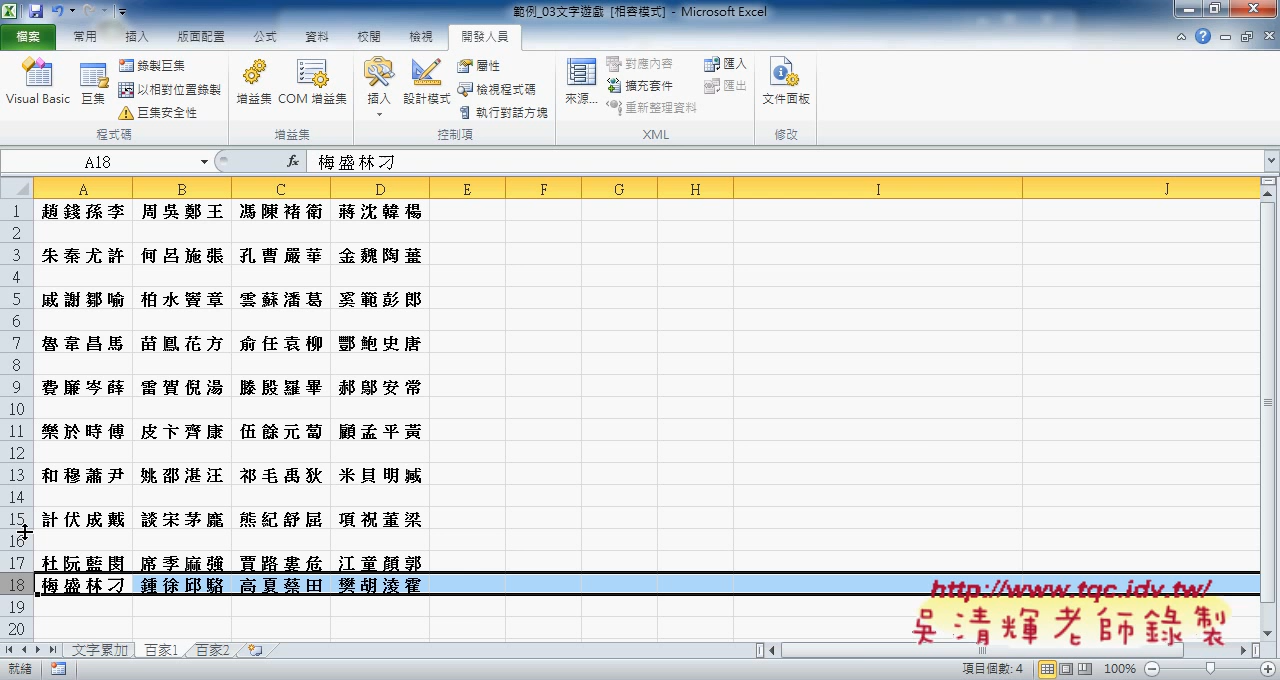 範例_03文字遊戲 [相容模式] - Microsoft Excel
檔案 常用 插入 版面配置 公式 資料 校閱 檢視 開發人員
Visual Basic 巨集 錄製巨集 以相對位置錄製 巨集安全性 程式碼
增益集 COM 增益集 增益集
插入 設計模式 屬性 檢視程式碼 執行對話方塊 控制項
來源... 對應內容 擴充套件 重新整理資料 匯入 匯出 XML
文件面板 修改
A18 fx 梅盛林刁
A B C D E F G H I J
1 趙錢孫李 周吳鄭王 馮陳褚衛 蔣沈韓楊
2
3 朱秦尤許 何呂施張 孔曹嚴華 金魏陶薑
4
5 戚謝鄒喻 柏水竇章 雲蘇潘葛 奚範彭郎
6
7 魯韋昌馬 苗鳳花方 俞任袁柳 酆鮑史唐
8
9 費廉岑薛 雷賀倪湯 滕殷羅畢 郝鄔安常
10
11 樂於時傅 皮卞齊康 伍餘元蔔 顧孟平黃
12
13 和穆蕭尹 姚邵湛汪 祁毛禹狄 米貝明臧
14
15 計伏成戴 談宋茅龐 熊紀舒屈 項祝董梁
16
17 杜阮藍閔 席季麻強 賈路婁危 江童顏郭
18 梅盛林刁 鍾徐邱駱 高夏蔡田 樊胡淩霍
19
20
http://www.tqc.idv.tw/
吳清輝老師錄製
文字累加 百家1 百家2
就緒 項目個數: 4 100%